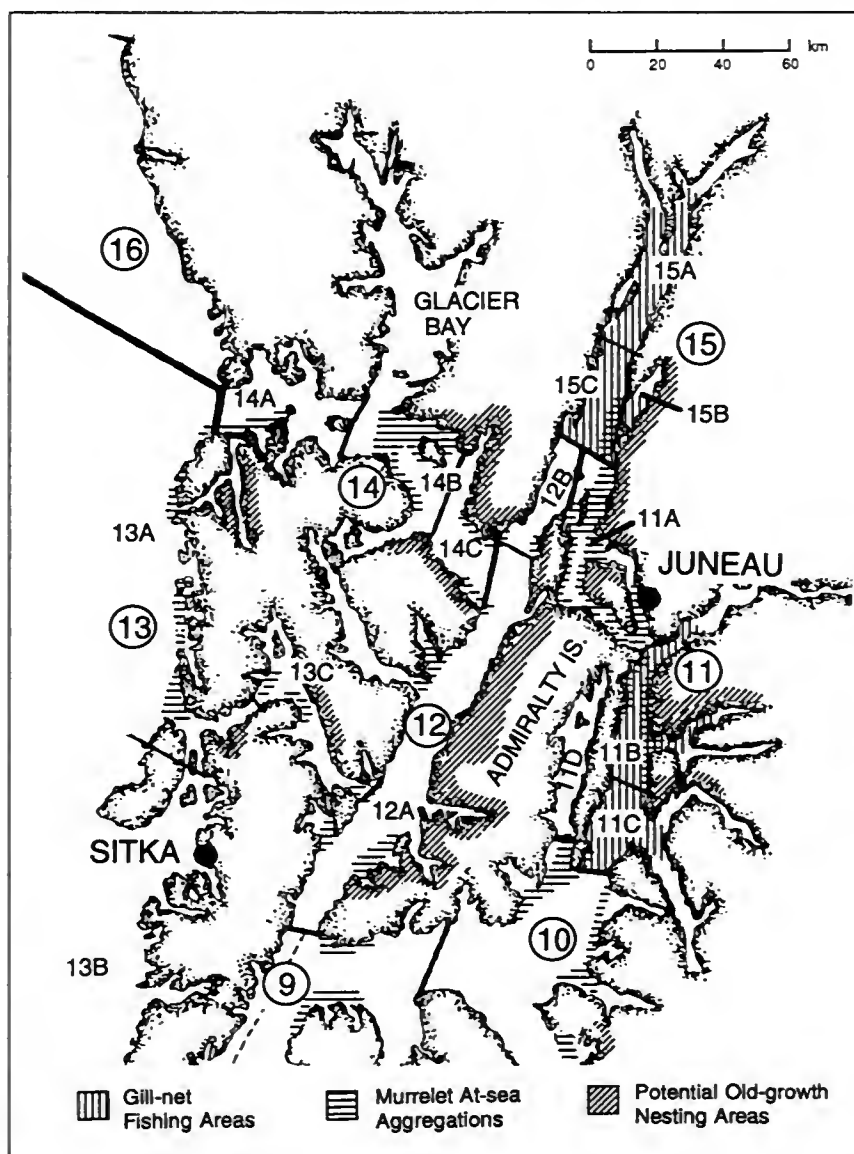 km
0 20 40 60
16
GLACIER
BAY
15A
15
14A
15C
15B
14
14B
12B
13A
14C
11A
JUNEAU
13
13C
11
12
ADMIRALTY IS.
11D
11B
12A
11C
SITKA
10
13B
9
Gill-net
Fishing Areas
Murrelet At-sea
Aggregations
Potential Old-growth
Nesting Areas